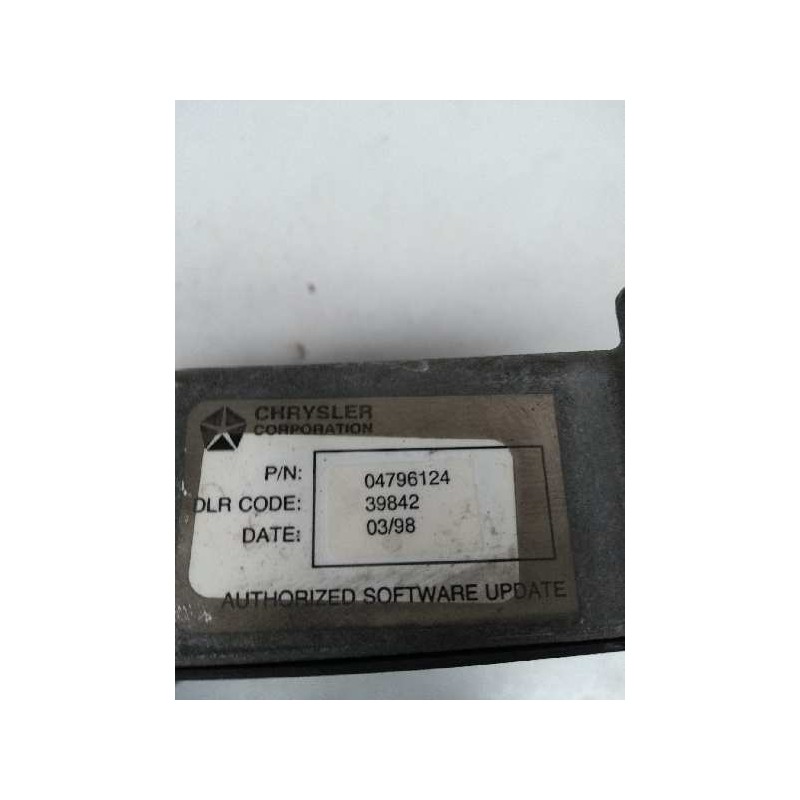 CHRYSLER
CORPORATION
P/N: 04796124
DLR CODE: 39842
DATE: 03/98
AUTHORIZED SOFTWARE UPDATE